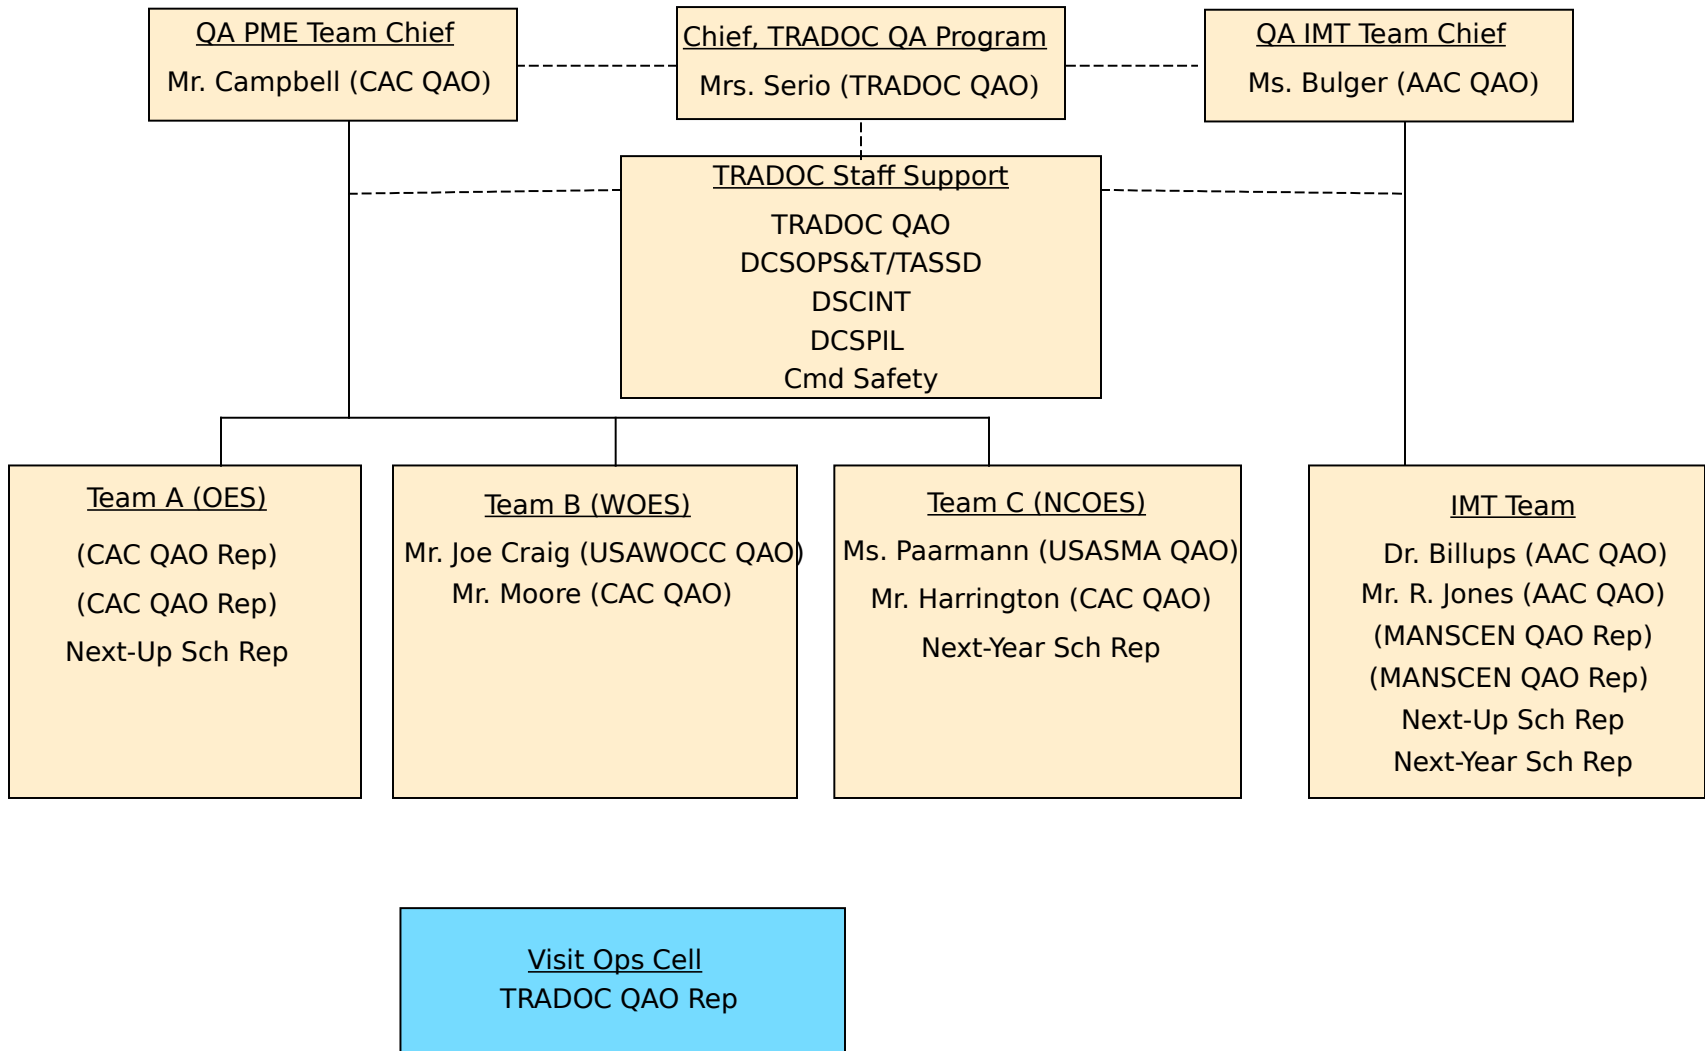 QA PME Team Chief
Mr. Campbell (CAC QAO)
Chief, TRADOC QA Program
Mrs. Serio (TRADOC QAO)
QA IMT Team Chief
Ms. Bulger (AAC QAO)
TRADOC Staff Support
TRADOC QAO
DCSOPS&T/TASSD
DSCINT
DCSPIL
Cmd Safety
Team A (OES)
(CAC QAO Rep)
(CAC QAO Rep)
Next-Up Sch Rep
Team B (WOES)
Mr. Joe Craig (USAWOCC QAO)
Mr. Moore (CAC QAO)
Team C (NCOES)
Ms. Paarmann (USASMA QAO)
Mr. Harrington (CAC QAO)
Next-Year Sch Rep
IMT Team
Dr. Billups (AAC QAO)
Mr. R. Jones (AAC QAO)
(MANSCEN QAO Rep)
(MANSCEN QAO Rep)
Next-Up Sch Rep
Next-Year Sch Rep
Visit Ops Cell
TRADOC QAO Rep